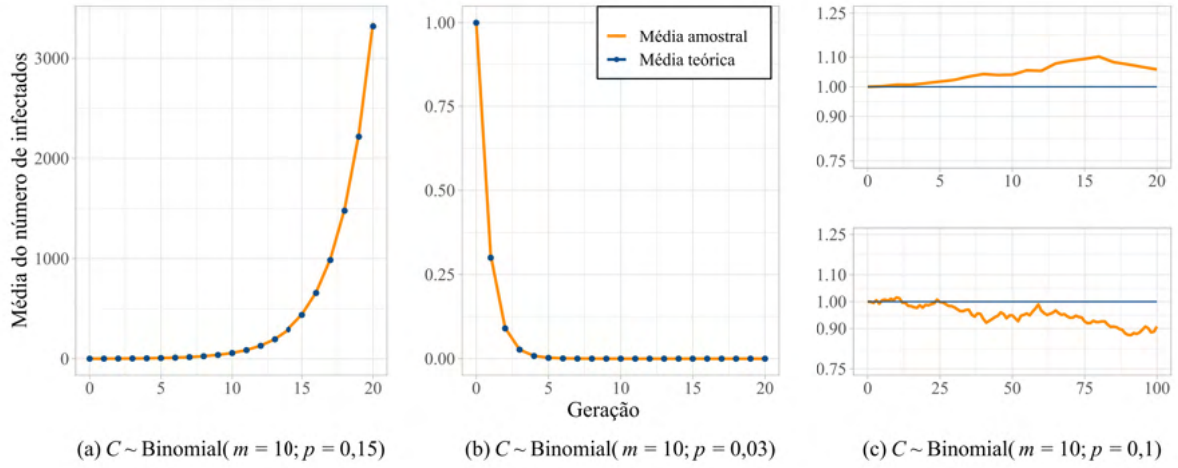 Média do número de infectados
3000
2000
1000
0
0 5 10 15 20
1.00
0.75
0.50
0.25
0.00
0 5 10 15 20
Média amostral
Média teórica
1.25
1.10
1.00
0.90
0.75
0 5 10 15 20
1.25
1.10
1.00
0.90
0.75
0 25 50 75 100
Geração
(a) C ~ Binomial( m = 10; p = 0,15)
(b) C ~ Binomial( m = 10; p = 0,03)
(c) C ~ Binomial( m = 10; p = 0,1)